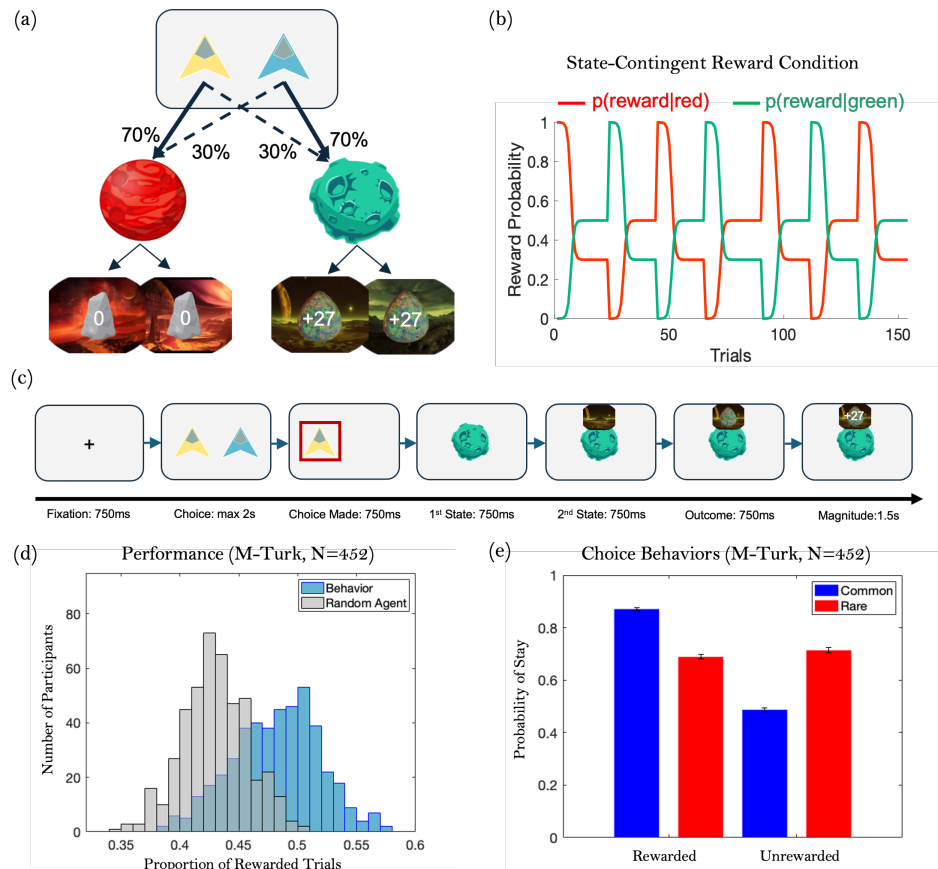 (a)
70%
30%
30%
70%
0
0
+27
+27
(b)
State-Contingent Reward Condition
p(reward|red)
p(reward|green)
Reward Probability
1
0.8
0.6
0.4
0.2
0
0
50
100
150
Trials
(c)
+
+27
Fixation: 750ms
Choice: max 2s
Choice Made: 750ms
1st State: 750ms
2nd State: 750ms
Outcome: 750ms
Magnitude:1.5s
(d)
Performance (M-Turk, N=452)
Behavior
Random Agent
Number of Participants
80
60
40
20
0
0.35
0.4
0.45
0.5
0.55
0.6
Proportion of Rewarded Trials
(e)
Choice Behaviors (M-Turk, N=452)
Common
Rare
Probability of Stay
1
0.8
0.6
0.4
0.2
0
Rewarded
Unrewarded